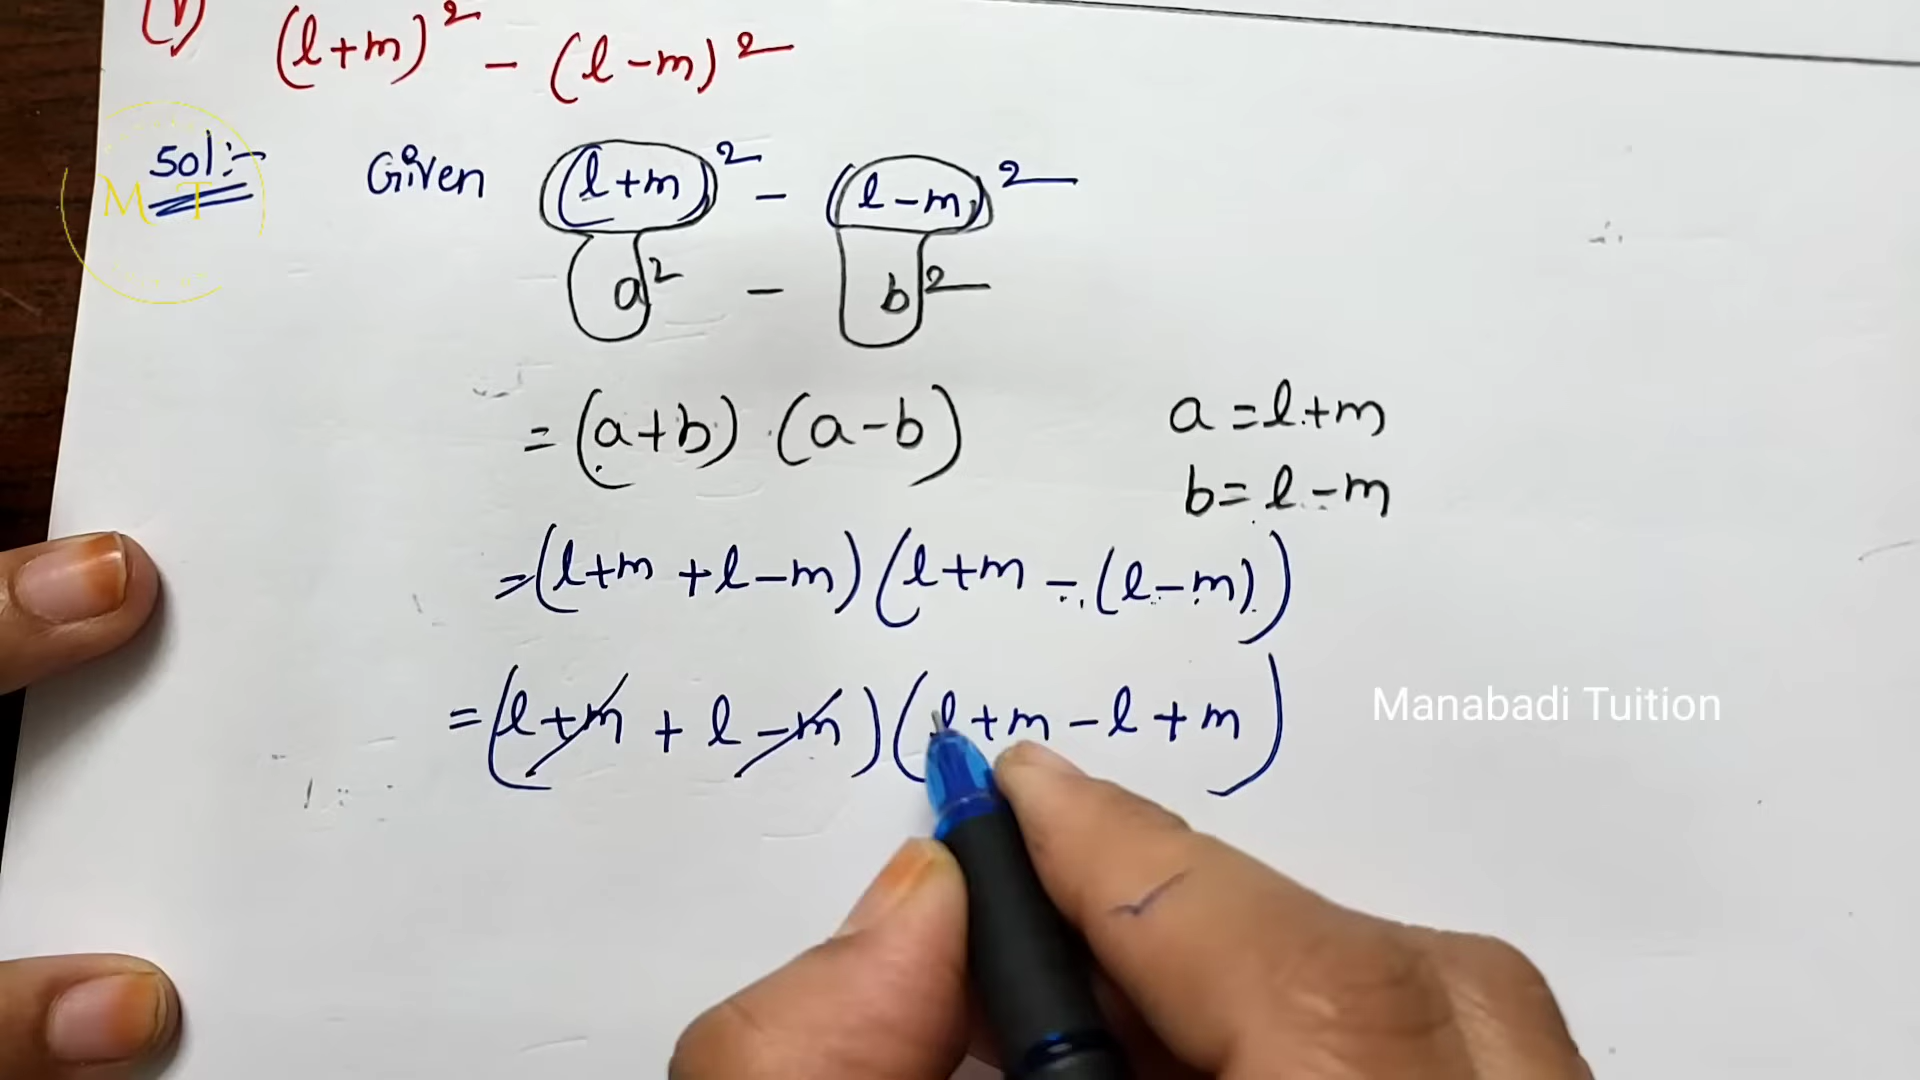 (v) (l+m)² - (l-m)²
Sol:- Given (l+m)² - (l-m)²
M T
a² - b²
= (a+b) (a-b) a = l+m
b = l-m
= (l+m + l-m) (l+m - (l-m))
= (l+m + l-m) (l+m - l + m)
Manabadi Tuition